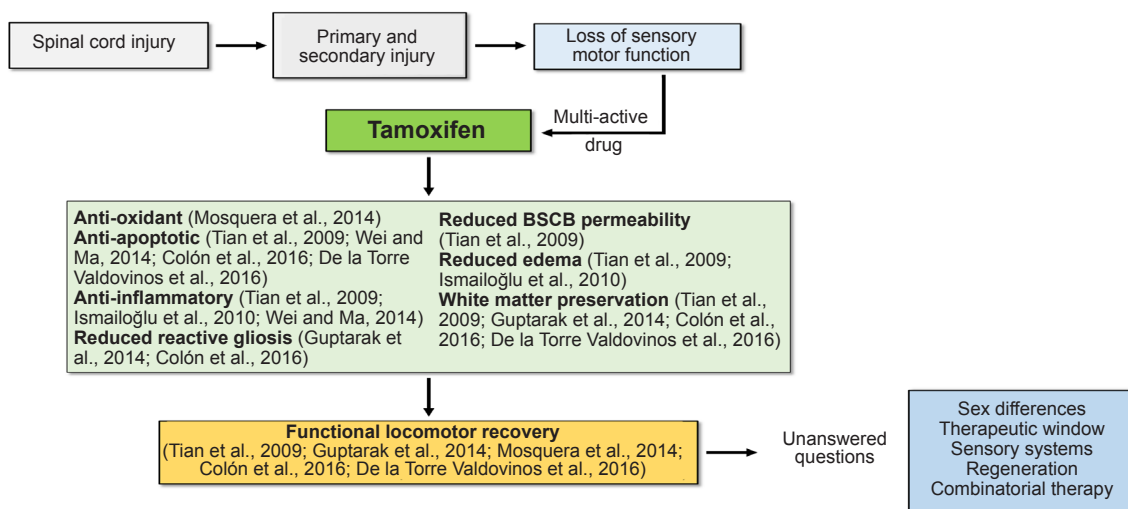 Spinal cord injury
Primary and
secondary injury
Loss of sensory
motor function
Multi-active
drug
Tamoxifen
Anti-oxidant (Mosquera et al., 2014)
Anti-apoptotic (Tian et al., 2009; Wei and
Ma, 2014; Colón et al., 2016; De la Torre
Valdovinos et al., 2016)
Anti-inflammatory (Tian et al., 2009;
Ismailoğlu et al., 2010; Wei and Ma, 2014)
Reduced reactive gliosis (Guptarak et
al., 2014; Colón et al., 2016)
Reduced BSCB permeability
(Tian et al., 2009)
Reduced edema (Tian et al., 2009;
Ismailoğlu et al., 2010)
White matter preservation (Tian et al.,
2009; Guptarak et al., 2014; Colón et al.,
2016; De la Torre Valdovinos et al., 2016)
Functional locomotor recovery
(Tian et al., 2009; Guptarak et al., 2014; Mosquera et al., 2014;
Colón et al., 2016; De la Torre Valdovinos et al., 2016)
Unanswered
questions
Sex differences
Therapeutic window
Sensory systems
Regeneration
Combinatorial therapy